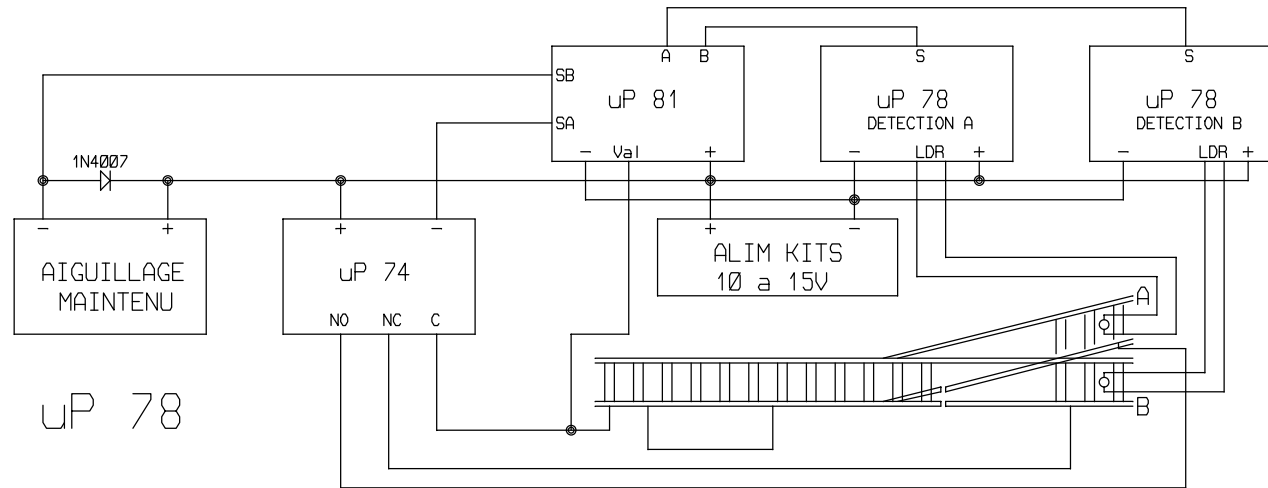 A B S S
SB
uP 81 uP 78 uP 78
DETECTION A DETECTION B
SA
- Val + - LDR + - LDR +
1N4007
- + + - + -
AIGUILLAGE
MAINTENU
uP 74
ALIM KITS
10 a 15V
A
NO NC C
B
uP 78